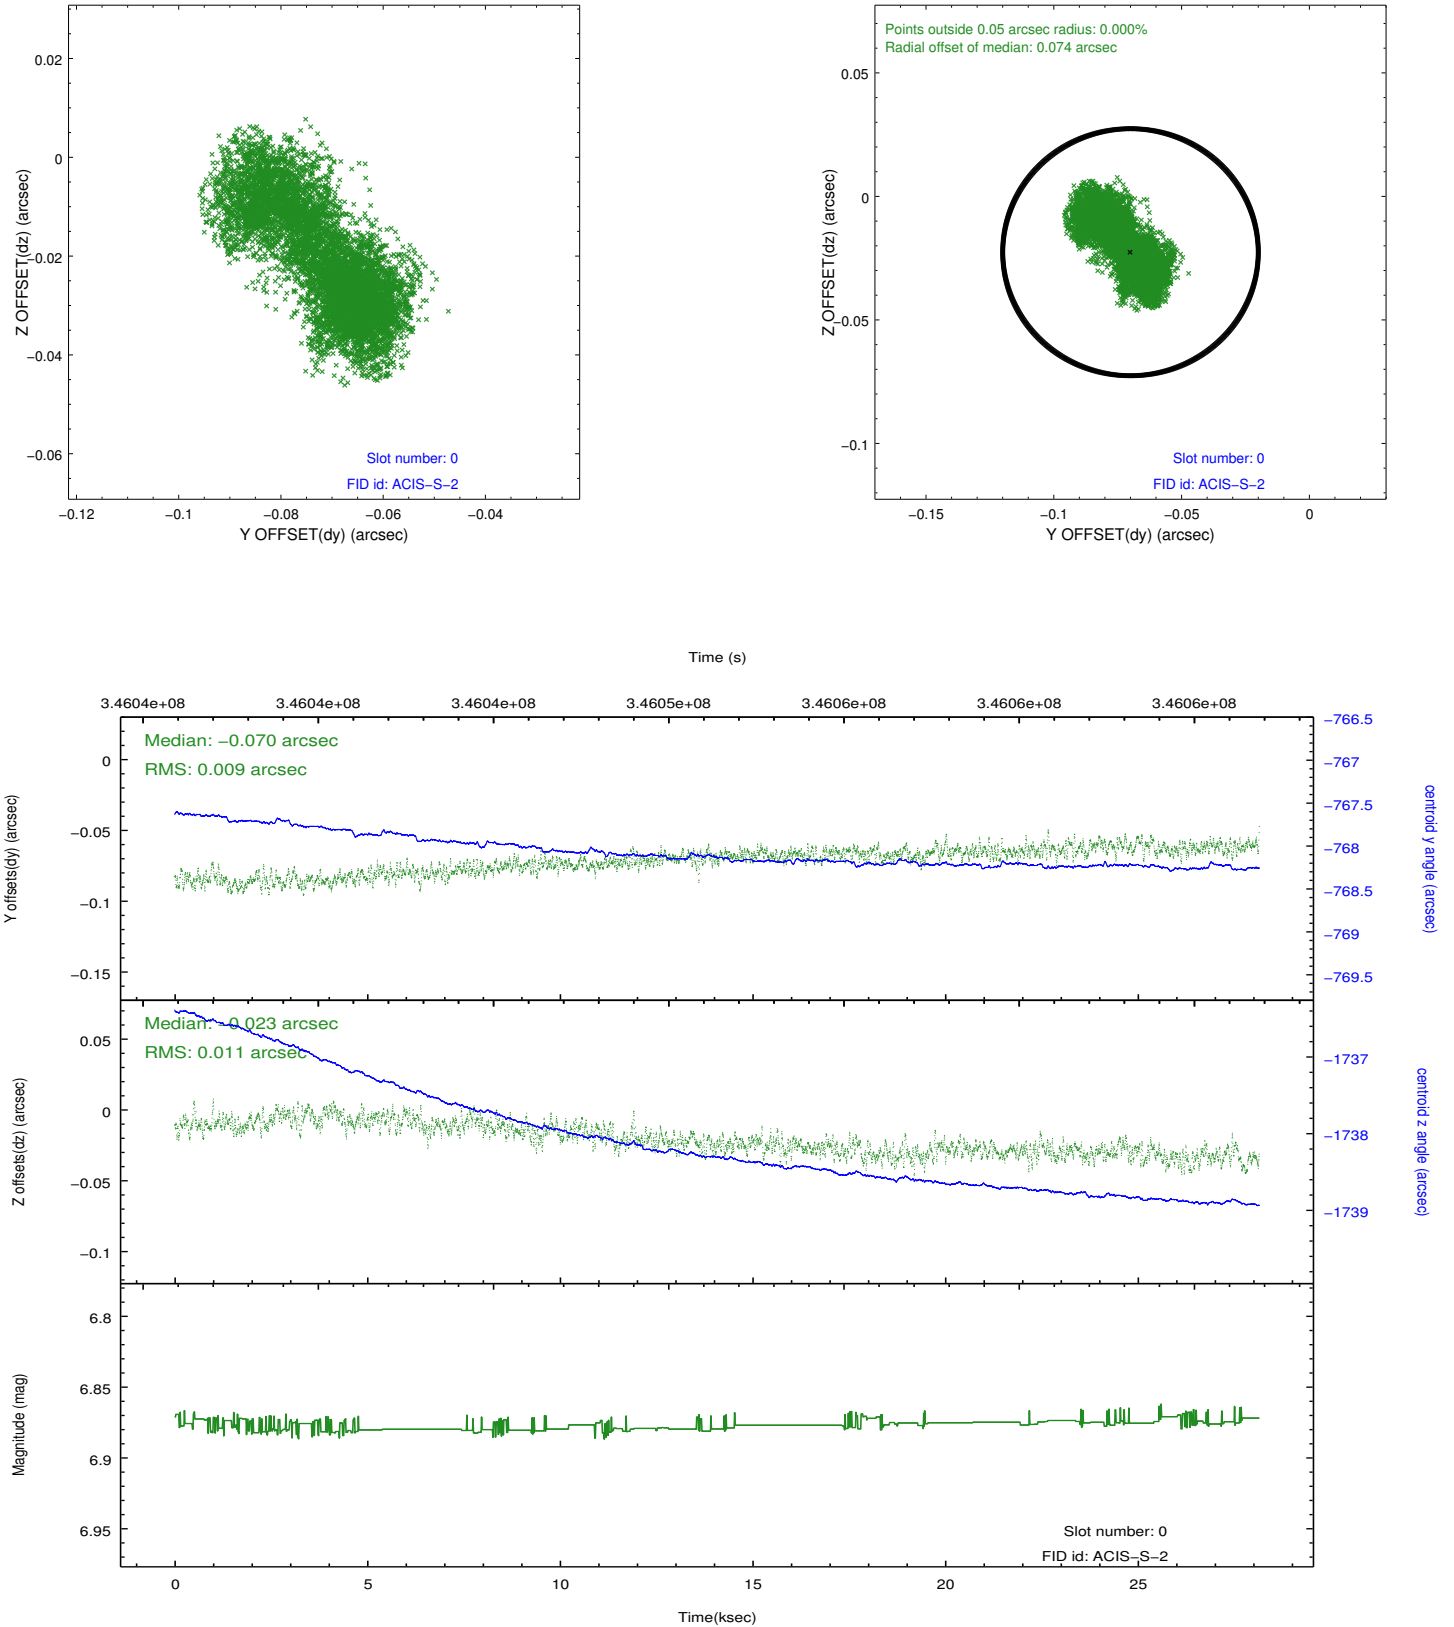 0.02
0
−0.02
−0.04
−0.06
Z OFFSET(dz) (arcsec)
Slot number: 0
FID id: ACIS−S−2
−0.12
−0.1
−0.08
−0.06
−0.04
Y OFFSET(dy) (arcsec)
Points outside 0.05 arcsec radius: 0.000%
Radial offset of median: 0.074 arcsec
0.05
0
−0.05
−0.1
Z OFFSET(dz) (arcsec)
Slot number: 0
FID id: ACIS−S−2
−0.15
−0.1
−0.05
0
Y OFFSET(dy) (arcsec)
Time (s)
3.4604e+08
3.4604e+08
3.4604e+08
3.4605e+08
3.4606e+08
3.4606e+08
3.4606e+08
Median: −0.070 arcsec
RMS: 0.009 arcsec
0
−0.05
−0.1
−0.15
Y offsets(dy) (arcsec)
−766.5
−767
−767.5
−768
−768.5
−769
−769.5
centroid y angle (arcsec)
Median: −0.023 arcsec
RMS: 0.011 arcsec
0.05
0
−0.05
−0.1
Z offsets(dz) (arcsec)
−1737
−1738
−1739
centroid z angle (arcsec)
6.8
6.85
6.9
6.95
Magnitude (mag)
Slot number: 0
FID id: ACIS−S−2
0
5
10
15
20
25
Time(ksec)